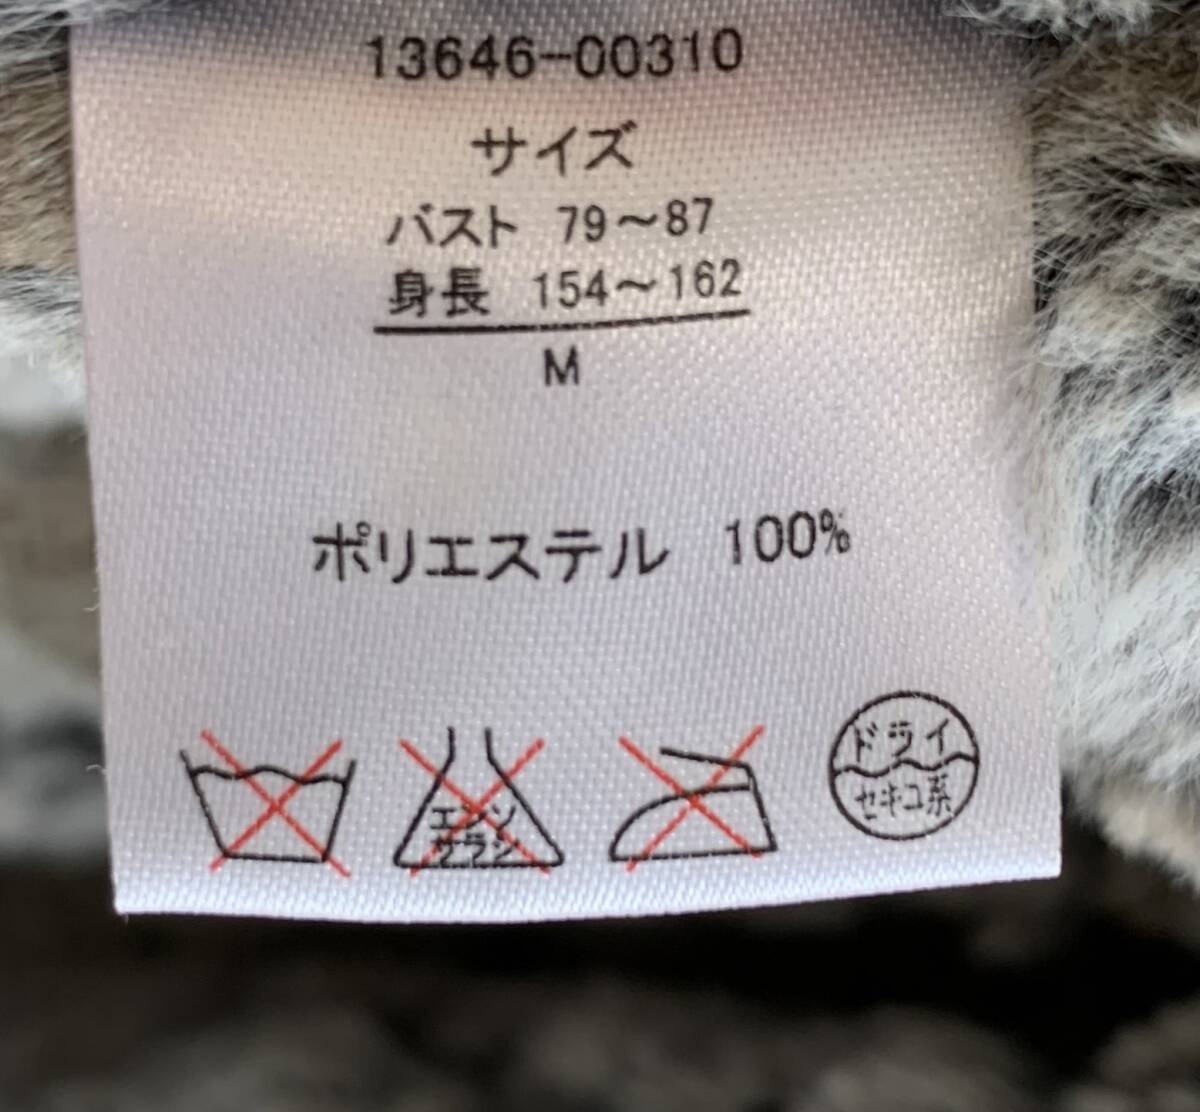 13646-00310
サイズ
バスト 79～87
身長 154～162
M
ポリエステル 100%
エンソ
サラシ
ドライ
セキユ系